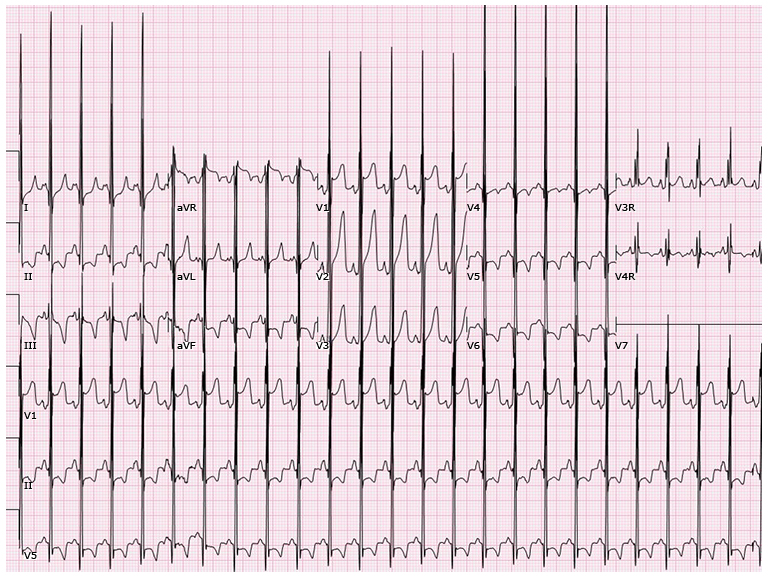 I aVR V1 V4 V3R
II aVL V2 V5 V4R
III aVF V3 V6 V7
V1
II
V5